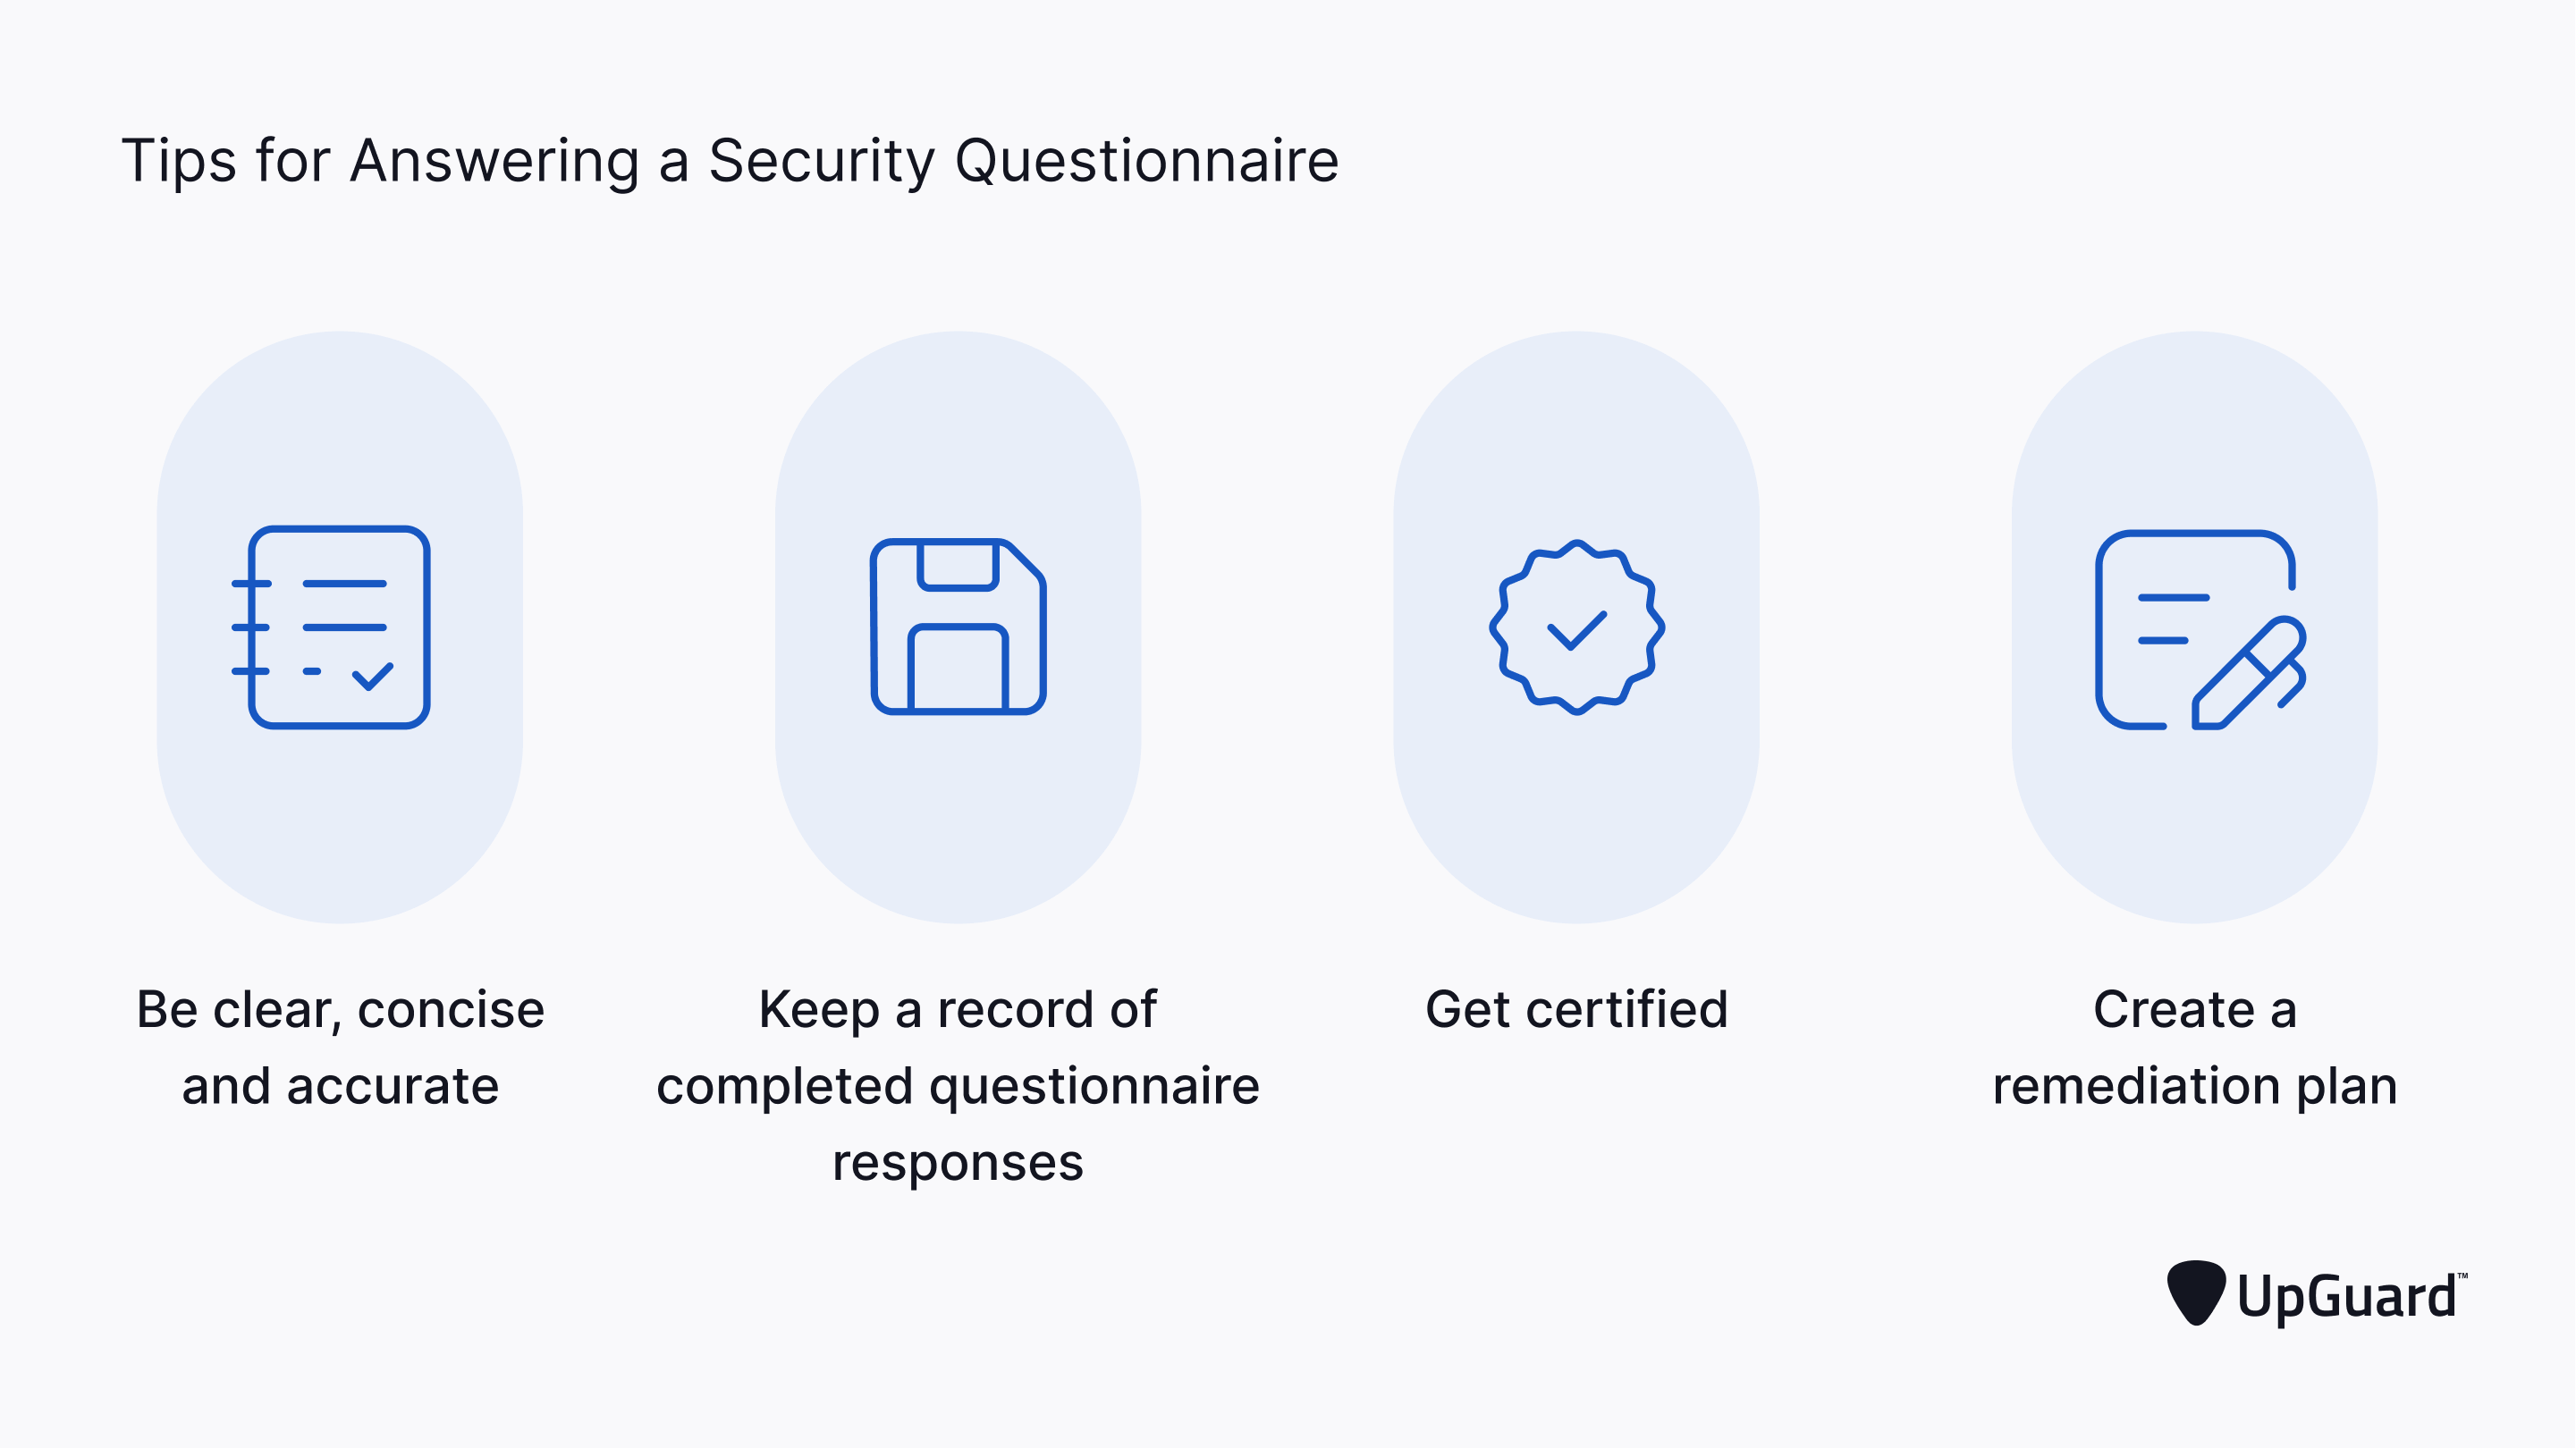 Tips for Answering a Security Questionnaire
Be clear, concise
and accurate
Keep a record of
completed questionnaire
responses
Get certified
Create a
remediation plan
UpGuard™